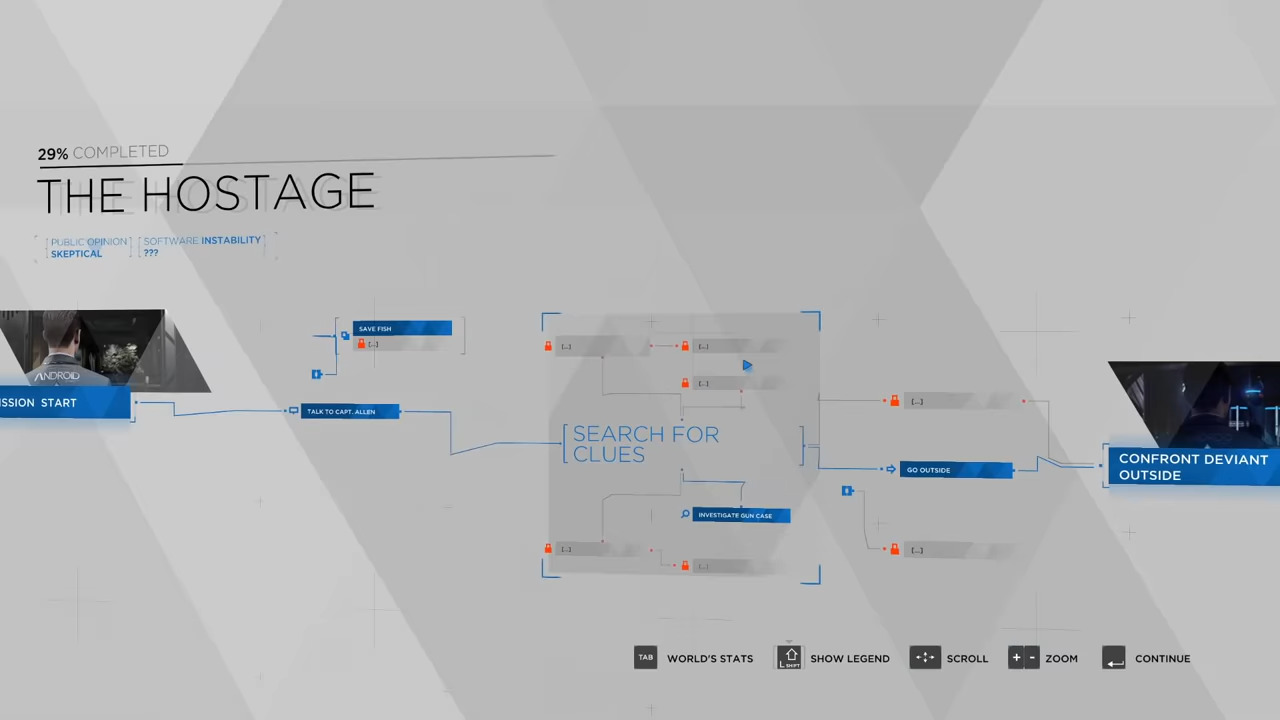 29% COMPLETED
THE HOSTAGE
PUBLIC OPINION
SKEPTICAL
SOFTWARE INSTABILITY
???
ANDROID
SSION START
SAVE FISH
[...]
TALK TO CAPT. ALLEN
[...]
[...]
[...]
SEARCH FOR
CLUES
INVESTIGATE GUN CASE
[...]
[...]
[...]
GO OUTSIDE
[...]
CONFRONT DEVIANT
OUTSIDE
TAB WORLD'S STATS
L SHIFT SHOW LEGEND
SCROLL
+ - ZOOM
CONTINUE